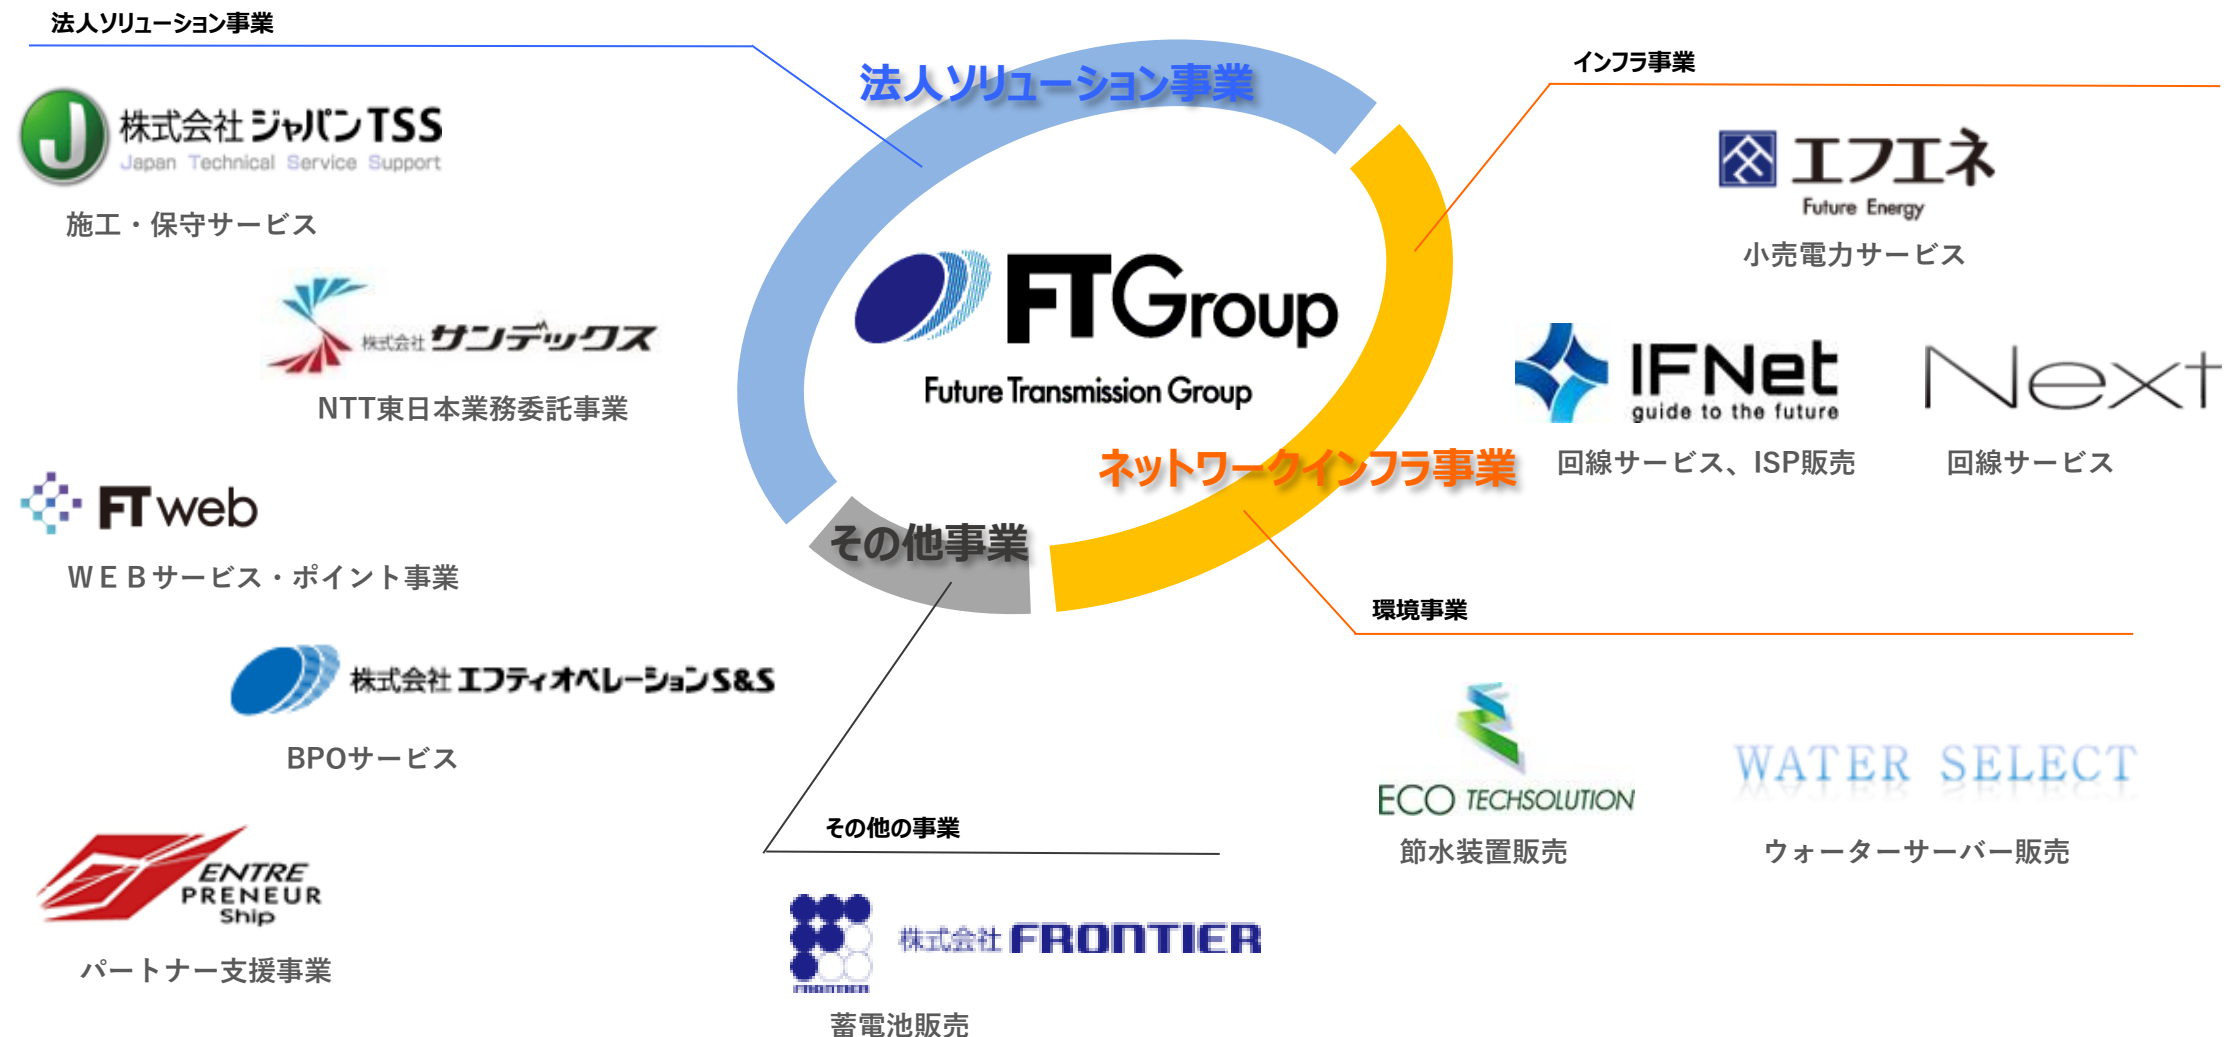 法人ソリューション事業
株式会社 ジャパンTSS
Japan Technical Service Support
施工・保守サービス
株式会社 サンデックス
NTT東日本業務委託事業
FTweb
ＷＥＢサービス・ポイント事業
株式会社 エフティオペレーションS&S
BPOサービス
ENTRE
PRENEUR
Ship
パートナー支援事業
法人ソリューション事業
FTGroup
Future Transmission Group
ネットワークインフラ事業
その他事業
インフラ事業
エフエネ
Future Energy
小売電力サービス
IFNet
guide to the future
回線サービス、ISP販売
Next
回線サービス
環境事業
ECO TECHSOLUTION
節水装置販売
WATER SELECT
ウォーターサーバー販売
その他の事業
株式会社 FRONTIER
FRONTIER
蓄電池販売